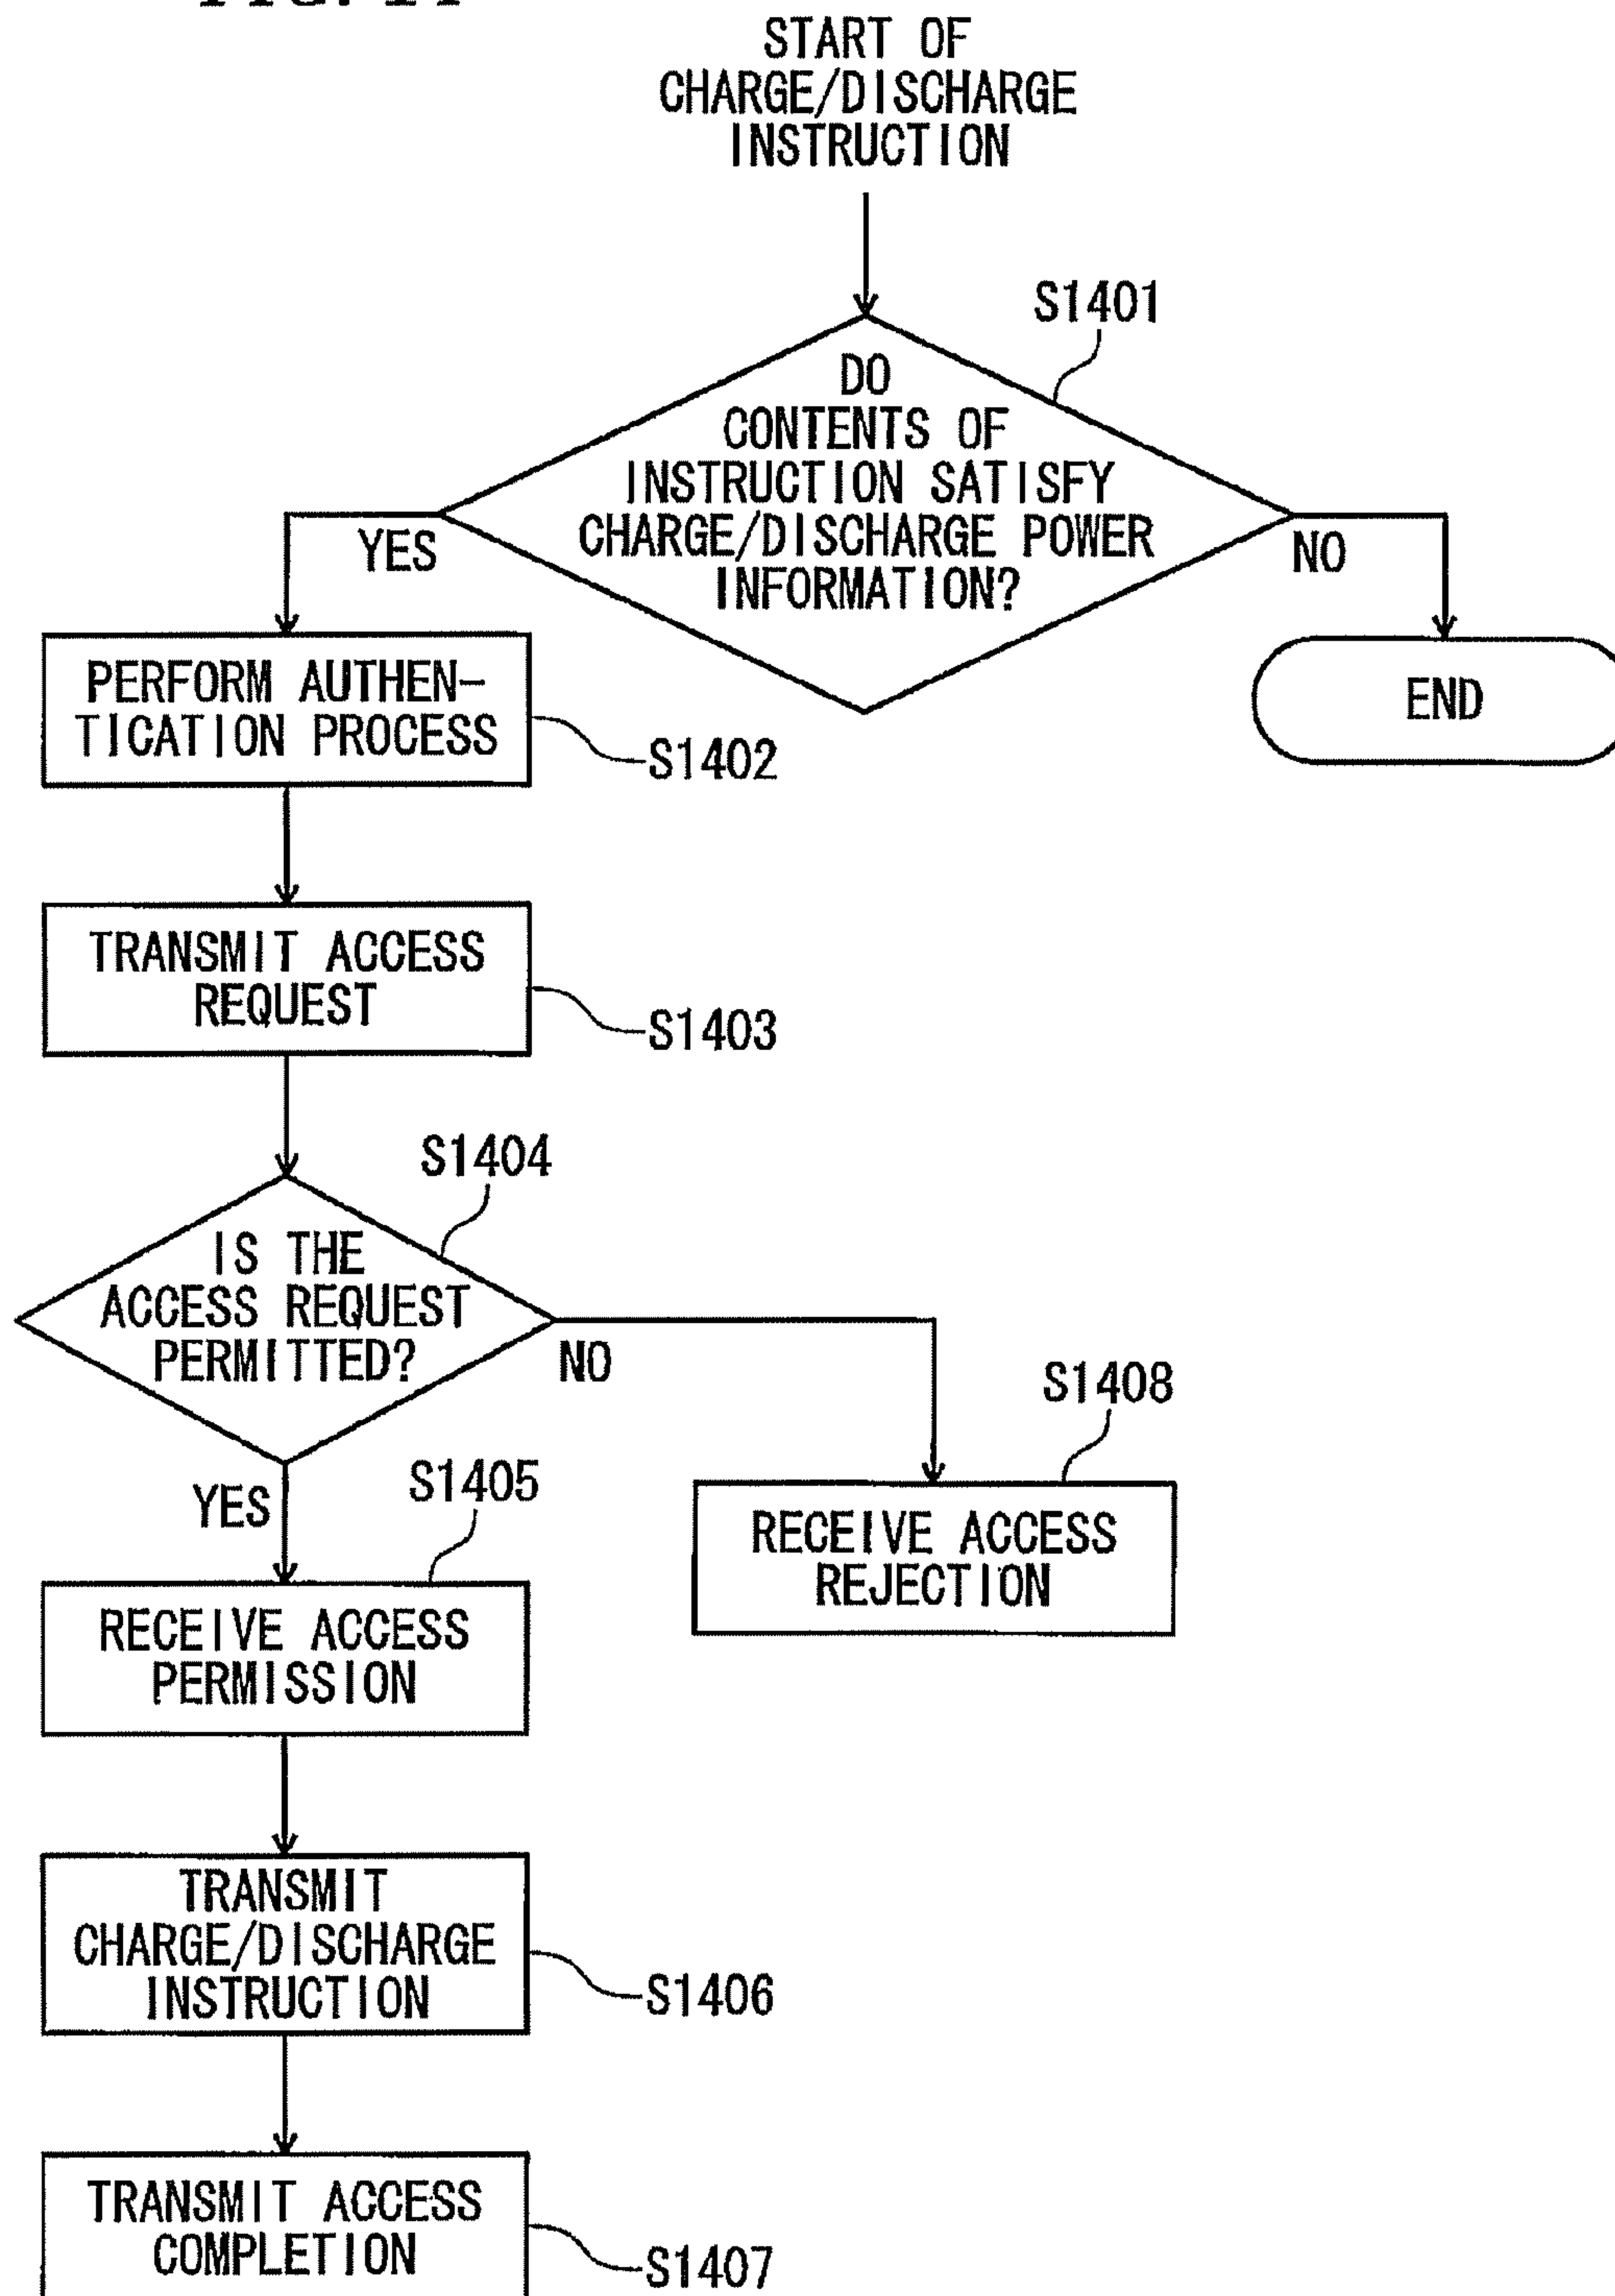 START OF
CHARGE/DISCHARGE
INSTRUCTION
S1401
DO
CONTENTS OF
INSTRUCTION SATISFY
CHARGE/DISCHARGE POWER
INFORMATION?
YES
NO
PERFORM AUTHEN-
TICATION PROCESS
S1402
END
TRANSMIT ACCESS
REQUEST
S1403
S1404
IS THE
ACCESS REQUEST
PERMITTED?
NO
YES
S1405
S1408
RECEIVE ACCESS
REJECTION
RECEIVE ACCESS
PERMISSION
TRANSMIT
CHARGE/DISCHARGE
INSTRUCTION
S1406
TRANSMIT ACCESS
COMPLETION
S1407